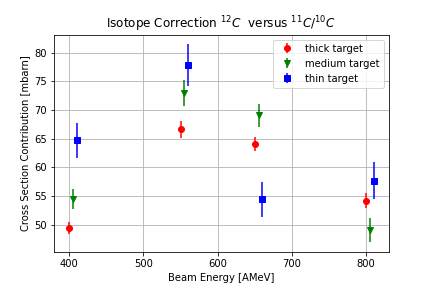 Isotope Correction ¹²C versus ¹¹C/¹⁰C
thick target
medium target
thin target
Cross Section Contribution [mbarn]
80
75
70
65
60
55
50
400
500
600
700
800
Beam Energy [AMeV]